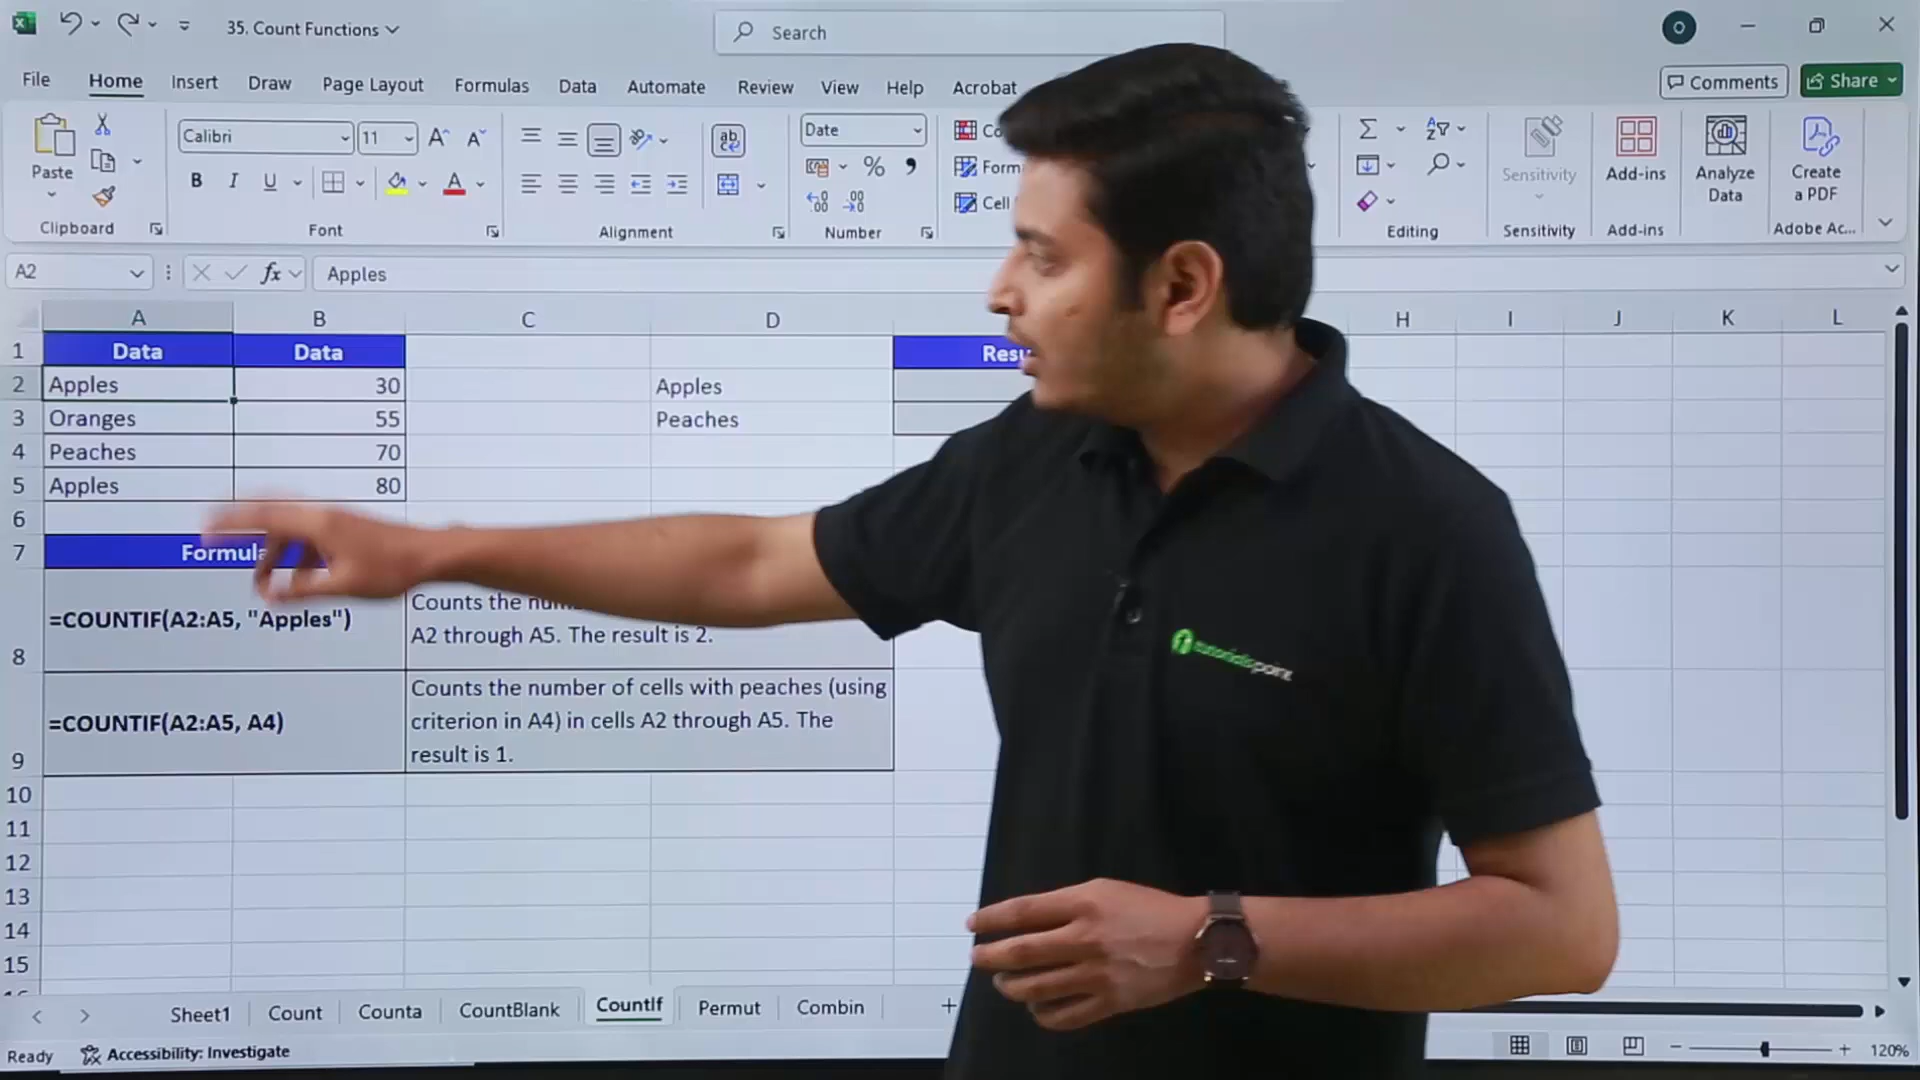 35. Count Functions
Search
O
File Home Insert Draw Page Layout Formulas Data Automate Review View Help Acrobat
Comments
Share
Paste
Clipboard
Calibri
11
B I U
Font
ab
Alignment
Date
%
Number
Cell
Editing
Sensitivity
Sensitivity
Add-ins
Add-ins
Analyze
Data
Create
a PDF
Adobe Ac...
A2
fx
Apples
A B C D H I J K L
1 Data Data
2 Apples 30 Apples
3 Oranges 55 Peaches
4 Peaches 70
5 Apples 80
6
7
8 =COUNTIF(A2:A5, "Apples")
Counts the
A2 through A5. The result is 2.
9 =COUNTIF(A2:A5, A4)
Counts the number of cells with peaches (using
criterion in A4) in cells A2 through A5. The
result is 1.
10
11
12
13
14
15
tutorialspoint
Sheet1 Count Counta CountBlank CountIf Permut Combin
Ready
Accessibility: Investigate
120%